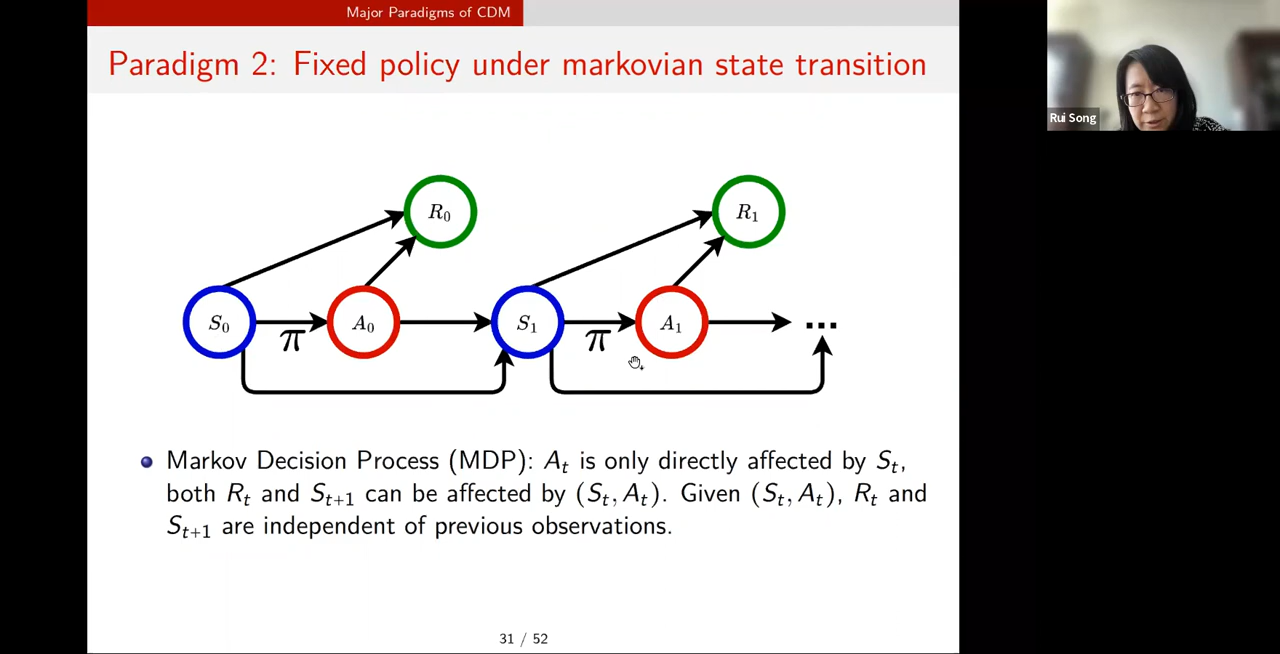 Major Paradigms of CDM
Paradigm 2: Fixed policy under markovian state transition
Rui Song
R0
R1
S0
π
A0
S1
π
A1
...
Markov Decision Process (MDP): At is only directly affected by St,
both Rt and St+1 can be affected by (St, At). Given (St, At), Rt and
St+1 are independent of previous observations.
31 / 52